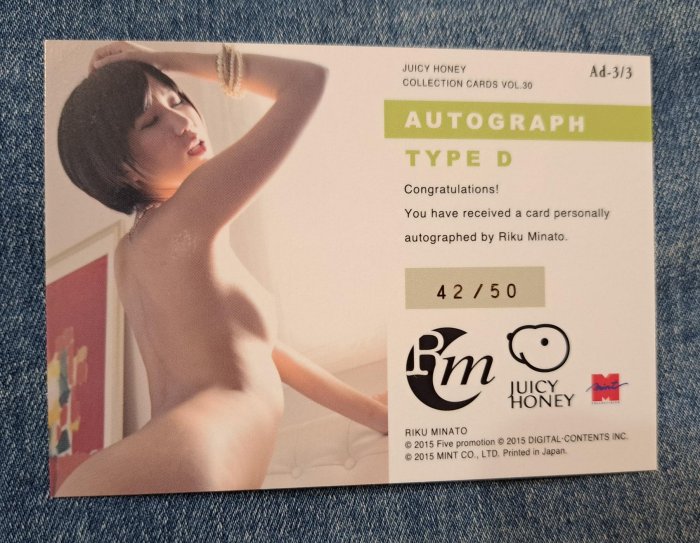 JUICY HONEY
COLLECTION CARDS VOL.30
Ad-3/3
AUTOGRAPH
TYPE D
Congratulations!
You have received a card personally
autographed by Riku Minato.
42/50
Rm
JUICY
HONEY
M
mint
RIKU MINATO
© 2015 Five promotion © 2015 DIGITAL-CONTENTS INC.
© 2015 MINT CO., LTD. Printed in Japan.